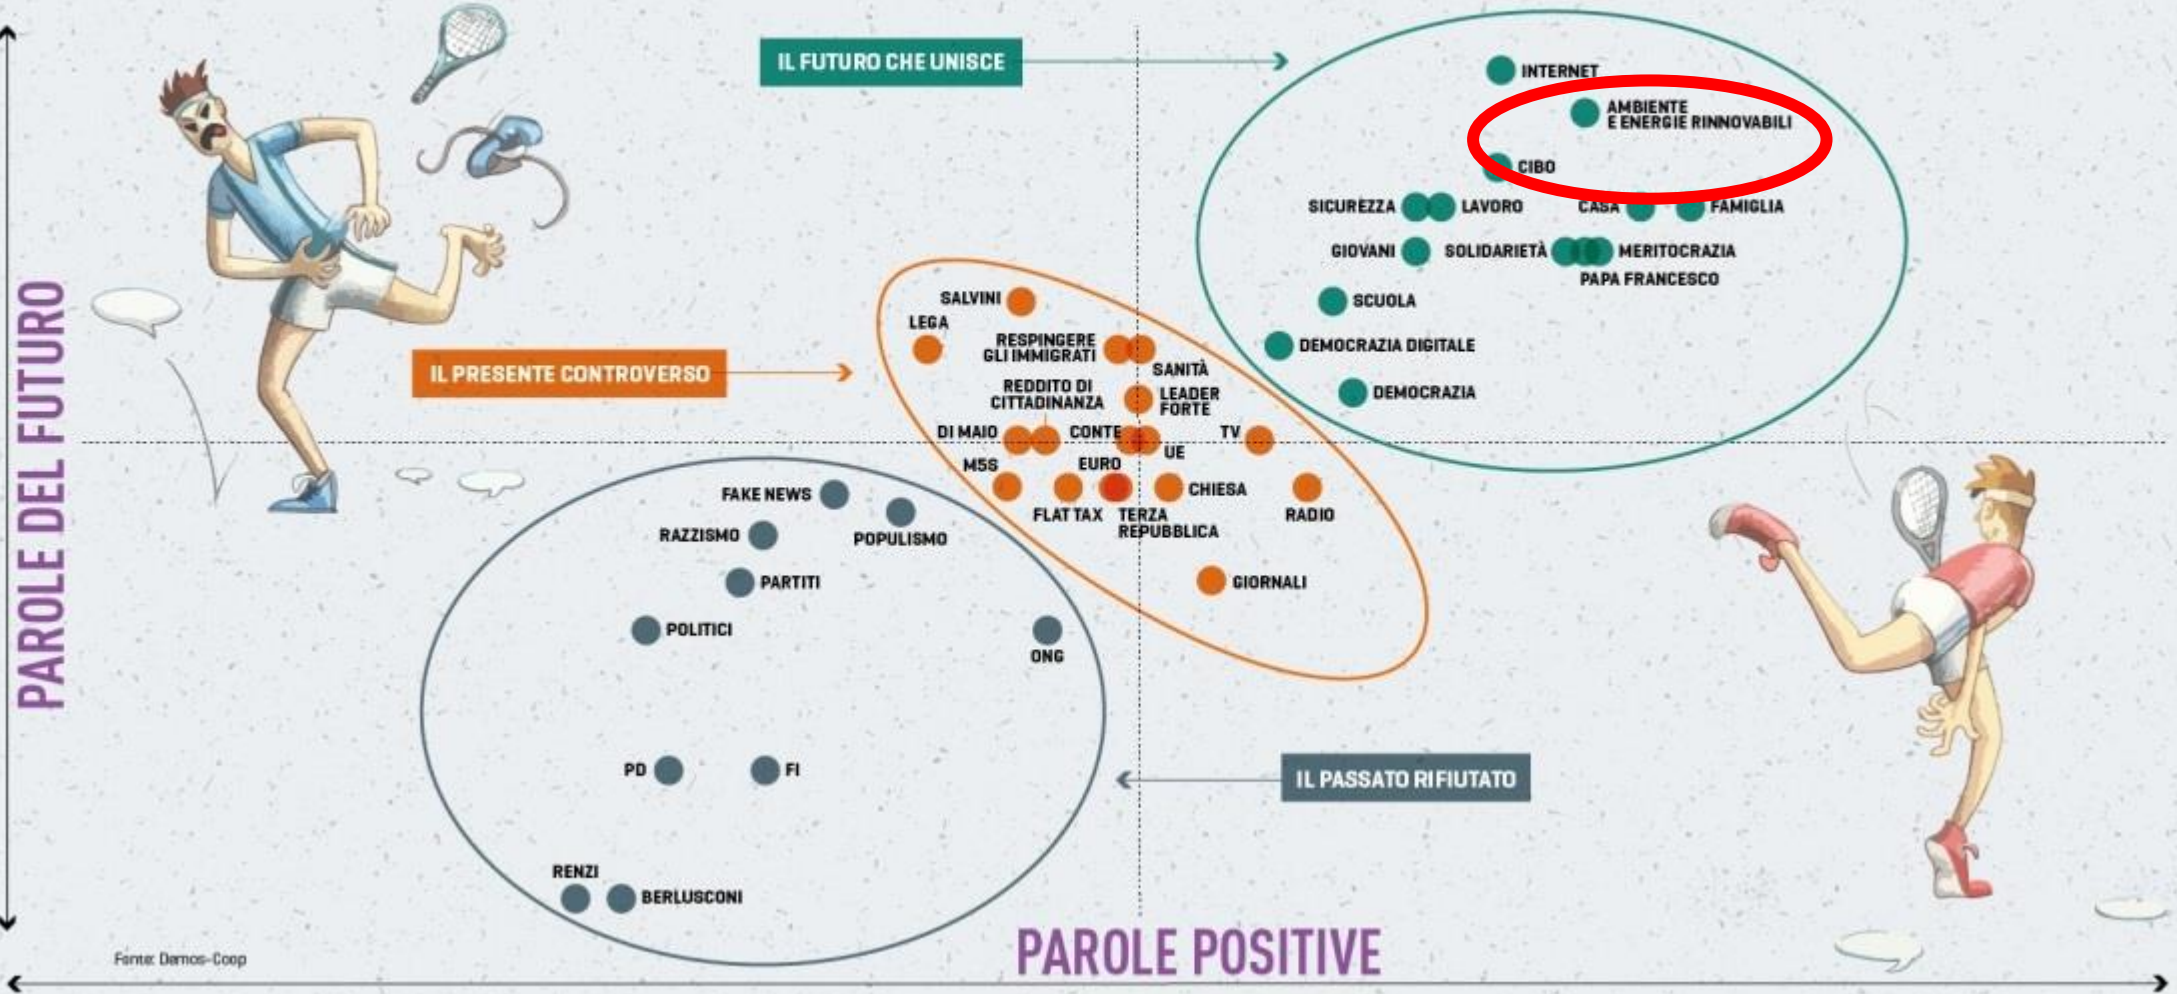 IL FUTURO CHE UNISCE
INTERNET
AMBIENTE
E ENERGIE RINNOVABILI
CIBO
SICUREZZA
LAVORO
CASA
FAMIGLIA
GIOVANI
SOLIDARIETÀ
MERITOCRAZIA
PAPA FRANCESCO
SCUOLA
DEMOCRAZIA DIGITALE
DEMOCRAZIA
IL PRESENTE CONTROVERSO
SALVINI
LEGA
RESPINGERE
GLI IMMIGRATI
SANITÀ
REDDITO DI
CITTADINANZA
LEADER
FORTE
DI MAIO
CONTE
UE
TV
M5S
EURO
CHIESA
FLAT TAX
TERZA
REPUBBLICA
RADIO
GIORNALI
FAKE NEWS
POPULISMO
RAZZISMO
PARTITI
POLITICI
ONG
PD
FI
IL PASSATO RIFIUTATO
RENZI
BERLUSCONI
PAROLE DEL FUTURO
PAROLE POSITIVE
Fonte: Demos-Coop